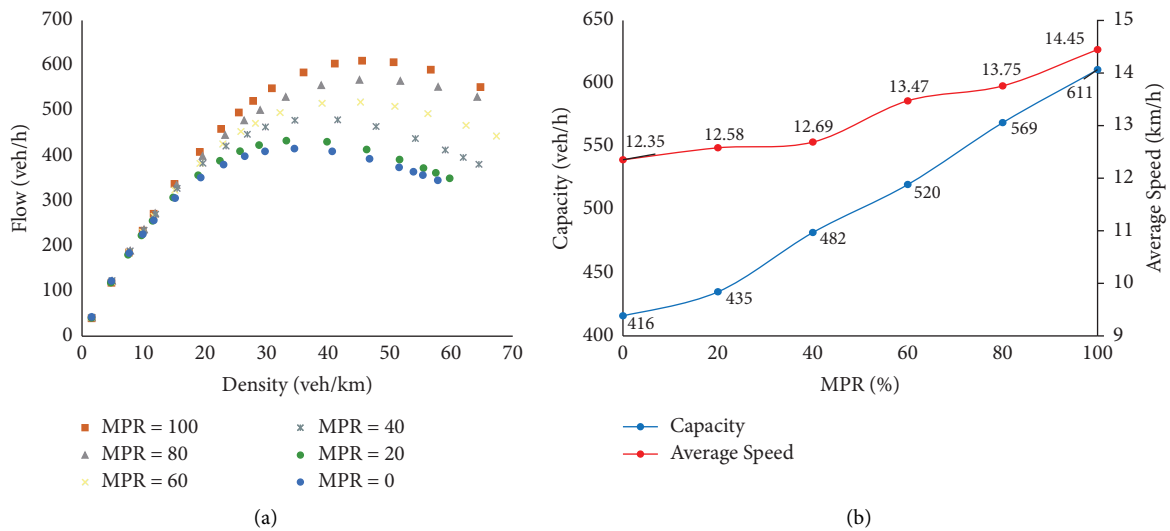 700
600
500
400
300
200
100
0
Flow (veh/h)
0 10 20 30 40 50 60 70
Density (veh/km)
MPR = 100
MPR = 80
MPR = 60
MPR = 40
MPR = 20
MPR = 0
(a)
650
600
550
500
450
400
Capacity (veh/h)
12.35 12.58 12.69 13.47 13.75 14.45
416 435 482 520 569 611
15
14
13
12
11
10
9
Average Speed (km/h)
0 20 40 60 80 100
MPR (%)
Capacity
Average Speed
(b)